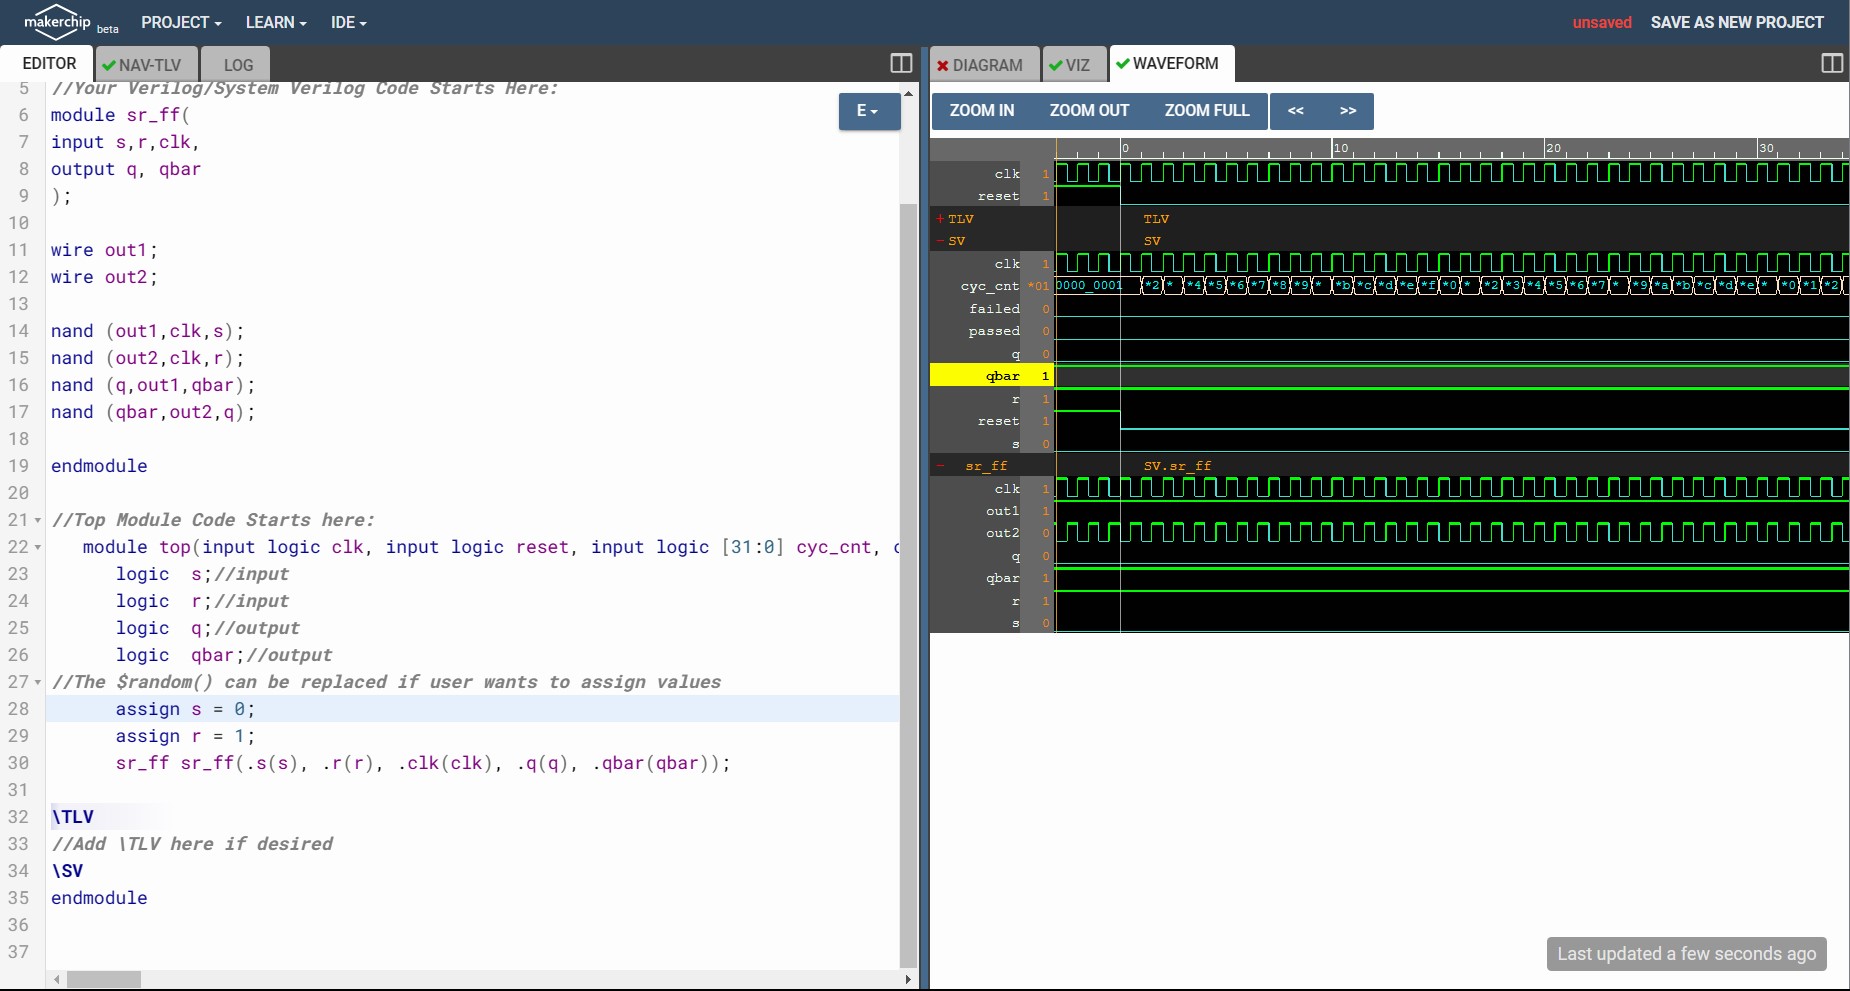 makerchip beta PROJECT LEARN IDE unsaved SAVE AS NEW PROJECT
EDITOR NAV-TLV LOG
5 //Your Verilog/System Verilog Code Starts Here:
6 module sr_ff(
7 input s,r,clk,
8 output q, qbar
9 );
10
11 wire out1;
12 wire out2;
13
14 nand (out1,clk,s);
15 nand (out2,clk,r);
16 nand (q,out1,qbar);
17 nand (qbar,out2,q);
18
19 endmodule
20
21 //Top Module Code Starts here:
22 module top(input logic clk, input logic reset, input logic [31:0] cyc_cnt,
23 logic s;//input
24 logic r;//input
25 logic q;//output
26 logic qbar;//output
27 //The $random() can be replaced if user wants to assign values
28 assign s = 0;
29 assign r = 1;
30 sr_ff sr_ff(.s(s), .r(r), .clk(clk), .q(q), .qbar(qbar));
31
32 \TLV
33 //Add \TLV here if desired
34 \SV
35 endmodule
36
37
E
DIAGRAM VIZ WAVEFORM
ZOOM IN ZOOM OUT ZOOM FULL << >>
0 10 20 30
clk 1
reset 1
+ TLV TLV
- SV SV
clk 1
cyc_cnt *01 0000_0001 *2 * *4 *5 *6 *7 *8 *9 * *b *c *d *e *f *0 * *2 *3 *4 *5 *6 *7 * *9 *a *b *c *d *e * *0 *1 *2
failed 0
passed 0
q 0
qbar 1
r 1
reset 1
s 0
- sr_ff SV.sr_ff
clk 1
out1 1
out2 0
q 0
qbar 1
r 1
s 0
Last updated a few seconds ago